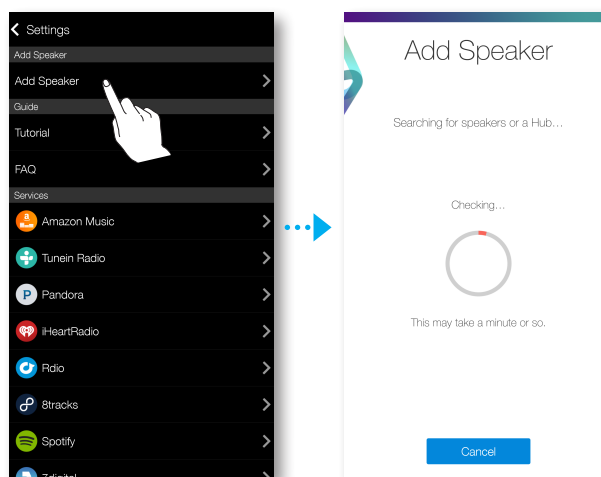 Settings
Add Speaker
Add Speaker
Guide
Tutorial
FAQ
Services
a
Amazon Music
Tunein Radio
P
Pandora
iHeartRadio
Rdio
8tracks
Spotify
7digital
Add Speaker
Searching for speakers or a Hub...
Checking...
This may take a minute or so.
Cancel